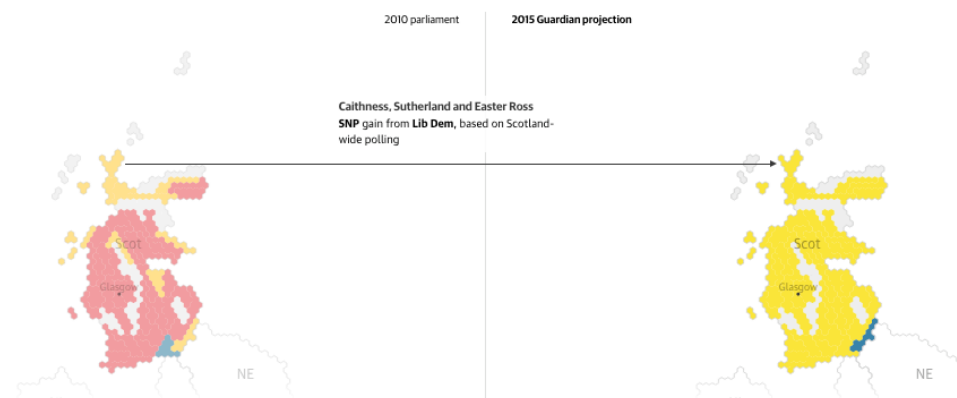 2010 parliament
2015 Guardian projection
Caithness, Sutherland and Easter Ross
SNP gain from Lib Dem, based on Scotland-
wide polling
Scot
Glasgow
NE
Scot
Glasgow
NE